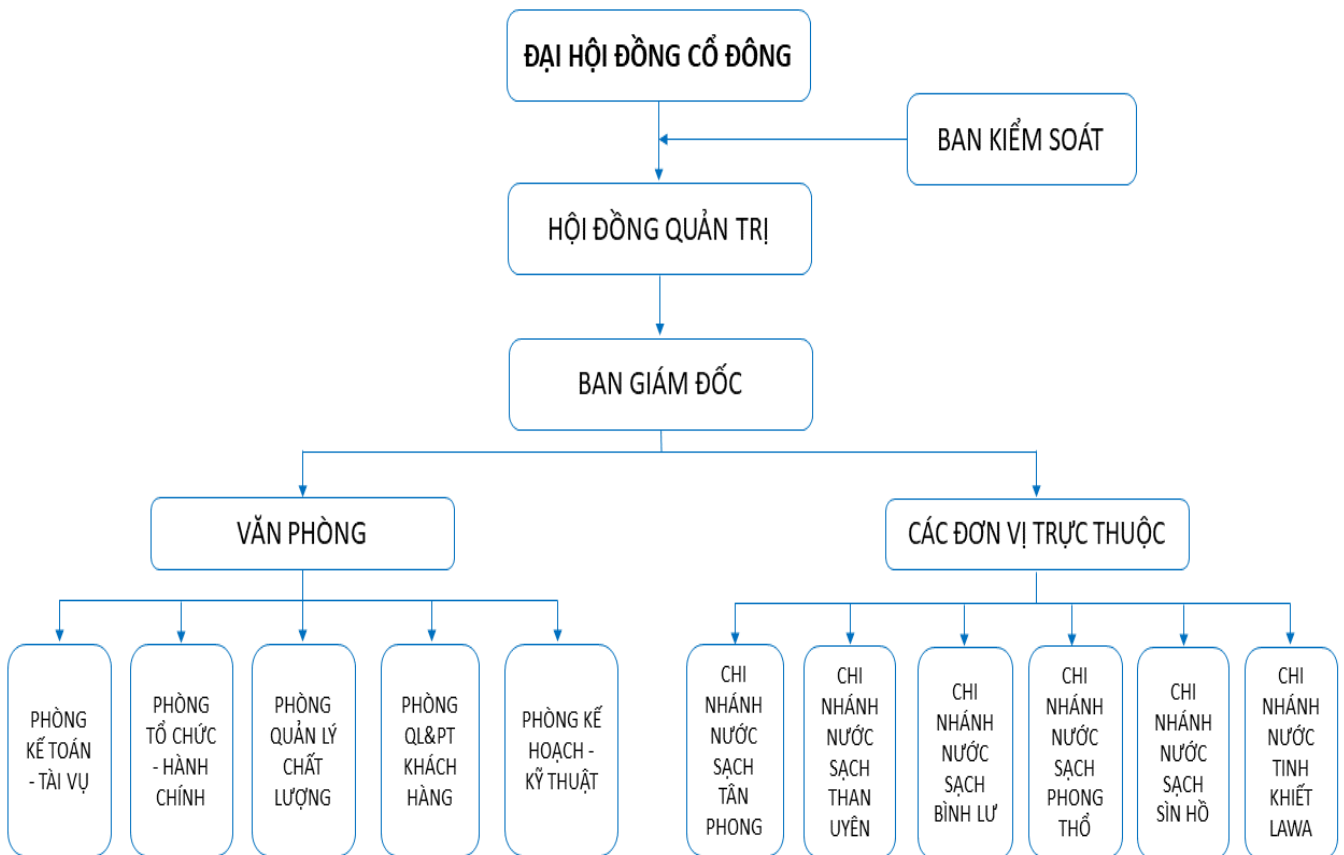 ĐẠI HỘI ĐỒNG CỔ ĐÔNG
BAN KIỂM SOÁT
HỘI ĐỒNG QUẢN TRỊ
BAN GIÁM ĐỐC
VĂN PHÒNG
CÁC ĐƠN VỊ TRỰC THUỘC
PHÒNG
KẾ TOÁN
- TÀI VỤ
PHÒNG
TỔ CHỨC
- HÀNH
CHÍNH
PHÒNG
QUẢN LÝ
CHẤT
LƯỢNG
PHÒNG
QL&PT
KHÁCH
HÀNG
PHÒNG KẾ
HOẠCH -
KỸ THUẬT
CHI
NHÁNH
NƯỚC
SẠCH
TÂN
PHONG
CHI
NHÁNH
NƯỚC
SẠCH
THAN
UYÊN
CHI
NHÁNH
NƯỚC
SẠCH
BÌNH LƯ
CHI
NHÁNH
NƯỚC
SẠCH
PHONG
THỔ
CHI
NHÁNH
NƯỚC
SẠCH
SÌN HỒ
CHI
NHÁNH
NƯỚC
TINH
KHIẾT
LAWA